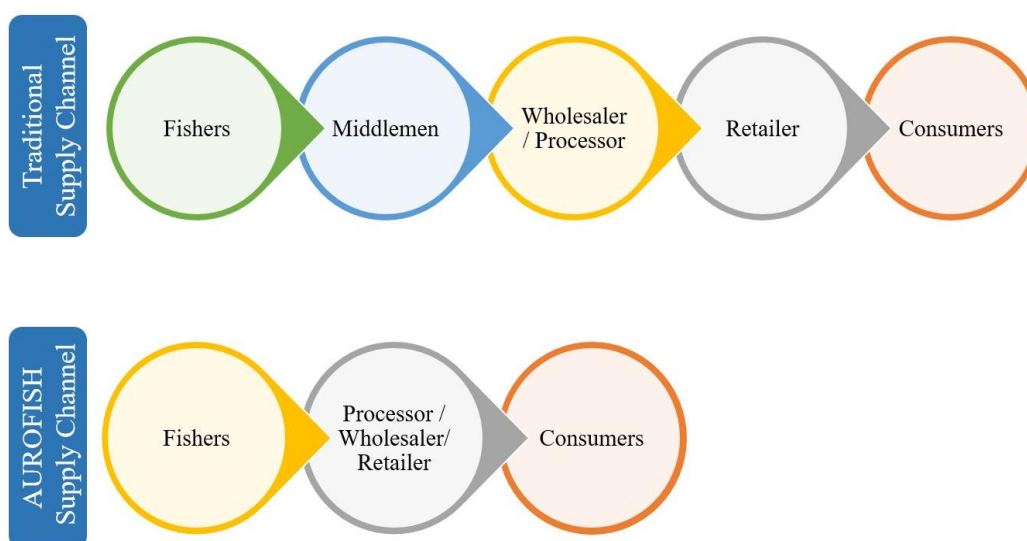 Traditional
Supply Channel
Fishers
Middlemen
Wholesaler
/ Processor
Retailer
Consumers
AUROFISH
Supply Channel
Fishers
Processor /
Wholesaler/
Retailer
Consumers